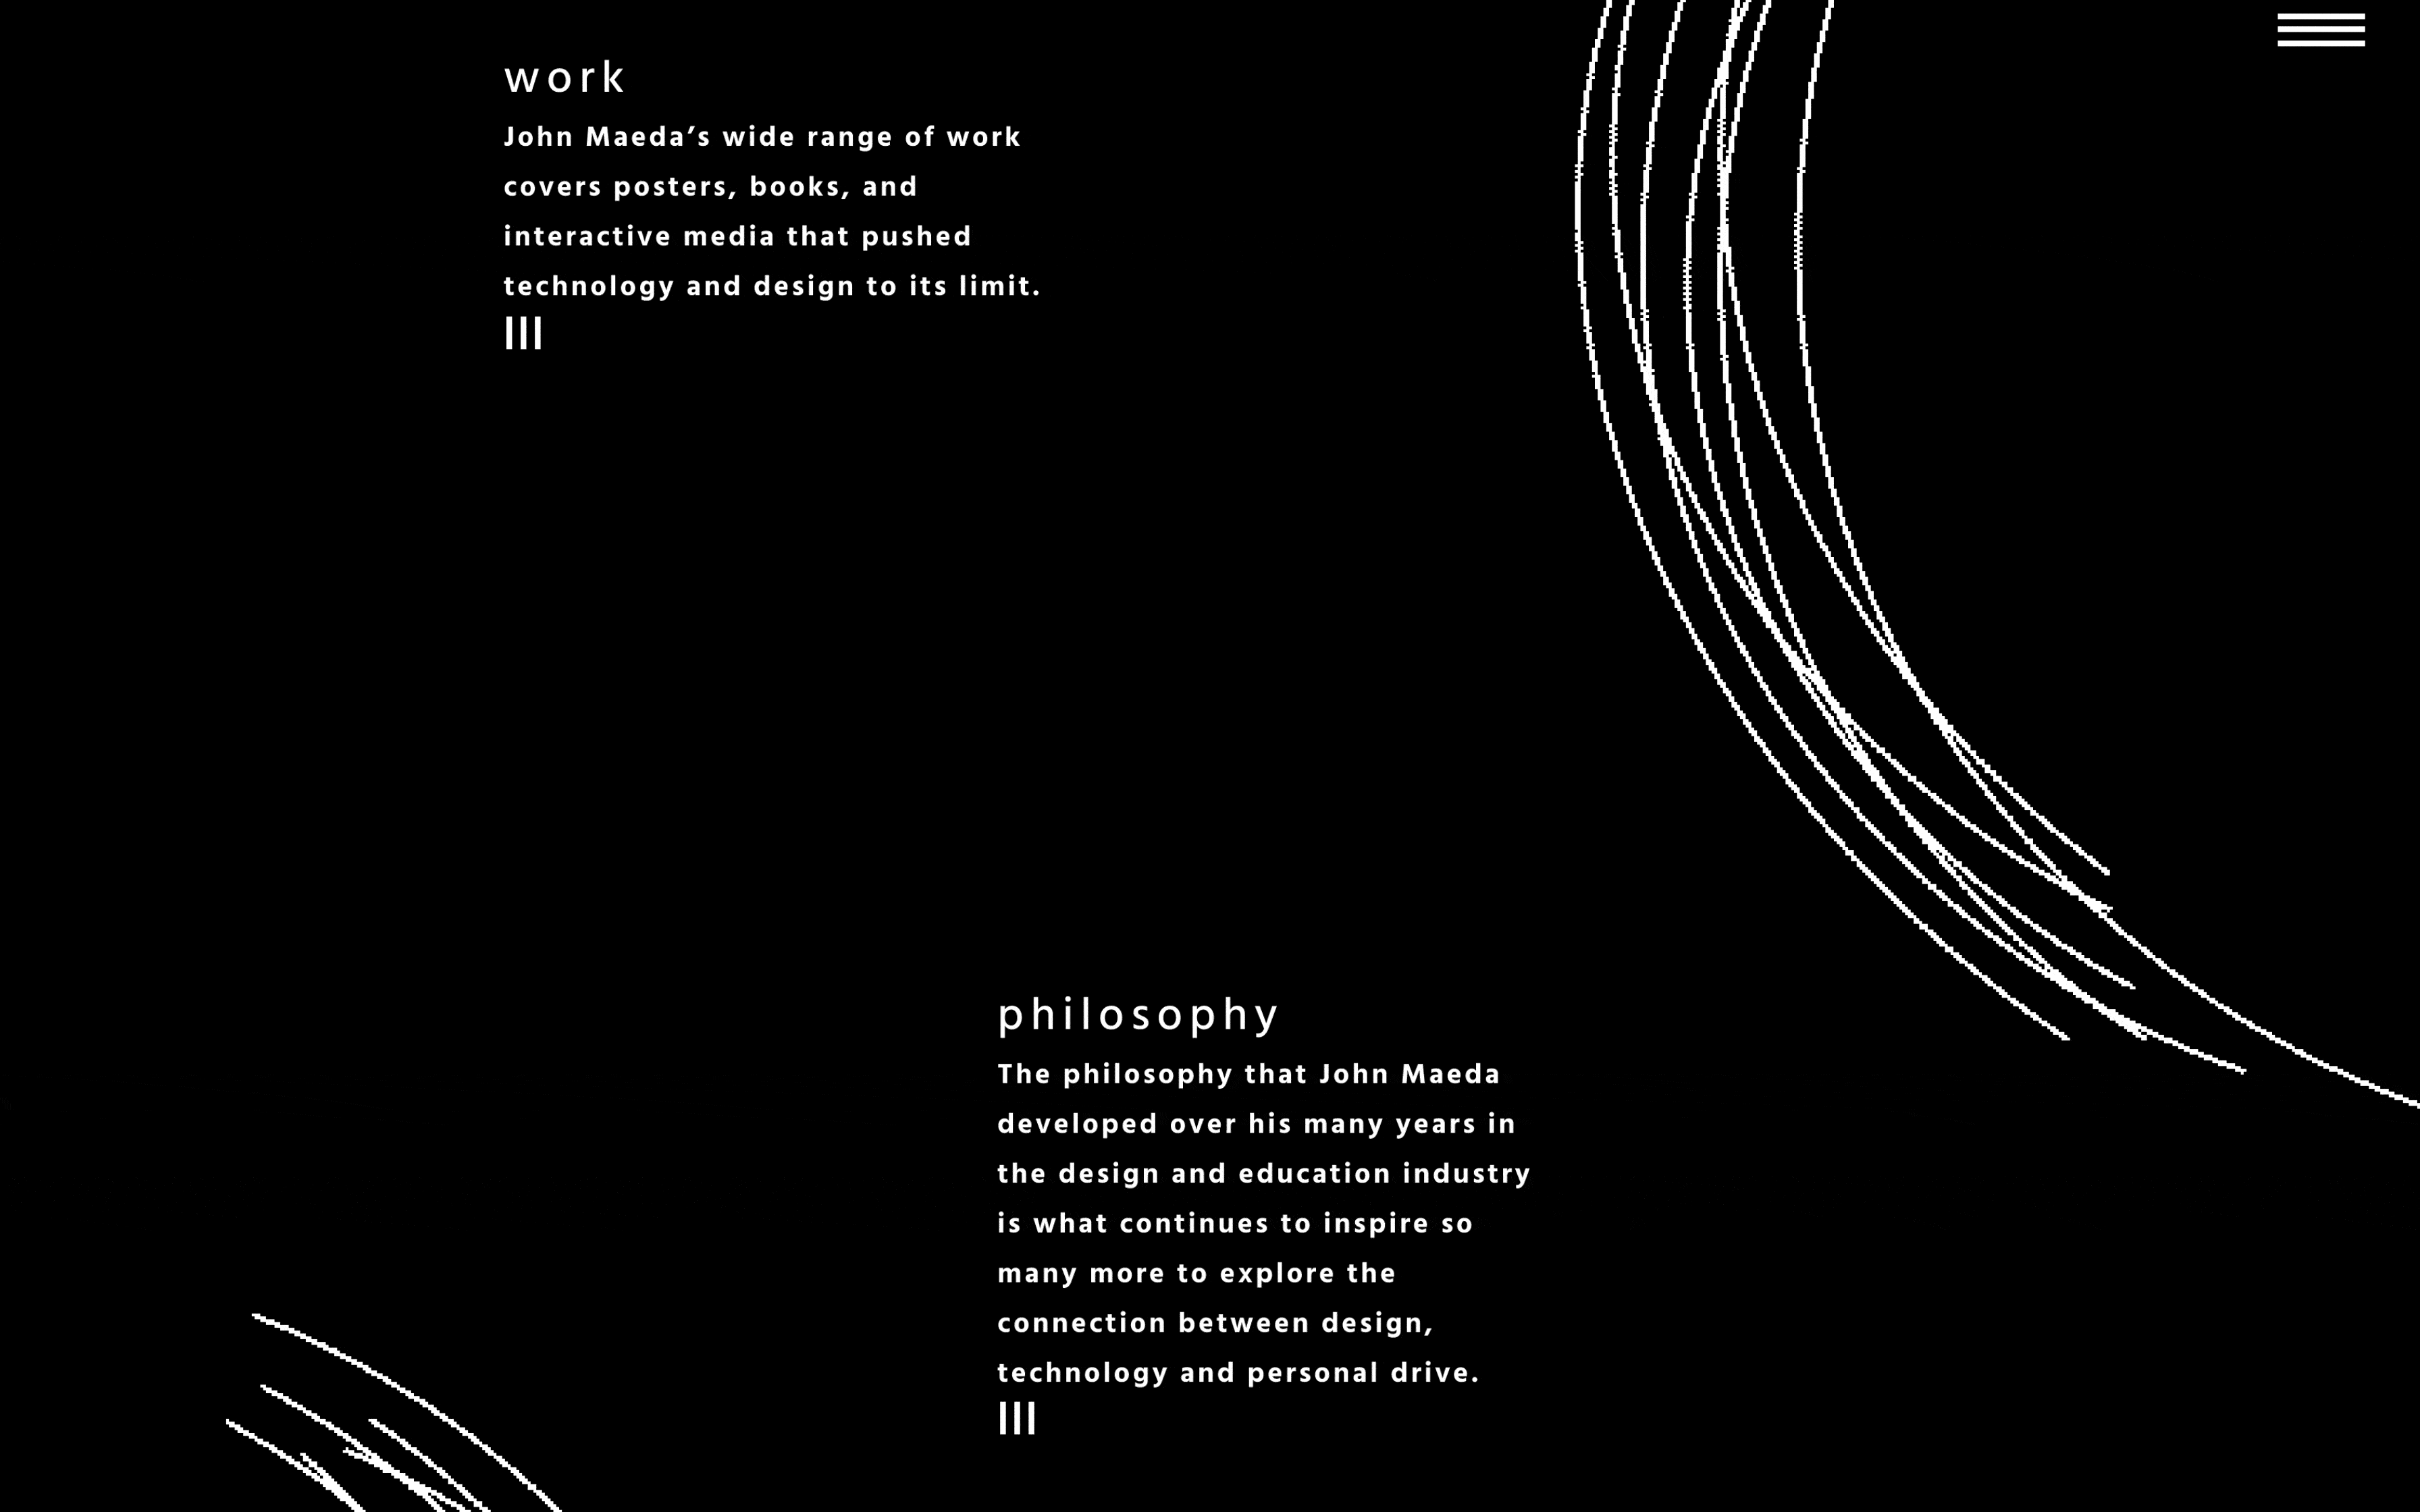 work
John Maeda’s wide range of work
covers posters, books, and
interactive media that pushed
technology and design to its limit.
philosophy
The philosophy that John Maeda
developed over his many years in
the design and education industry
is what continues to inspire so
many more to explore the
connection between design,
technology and personal drive.